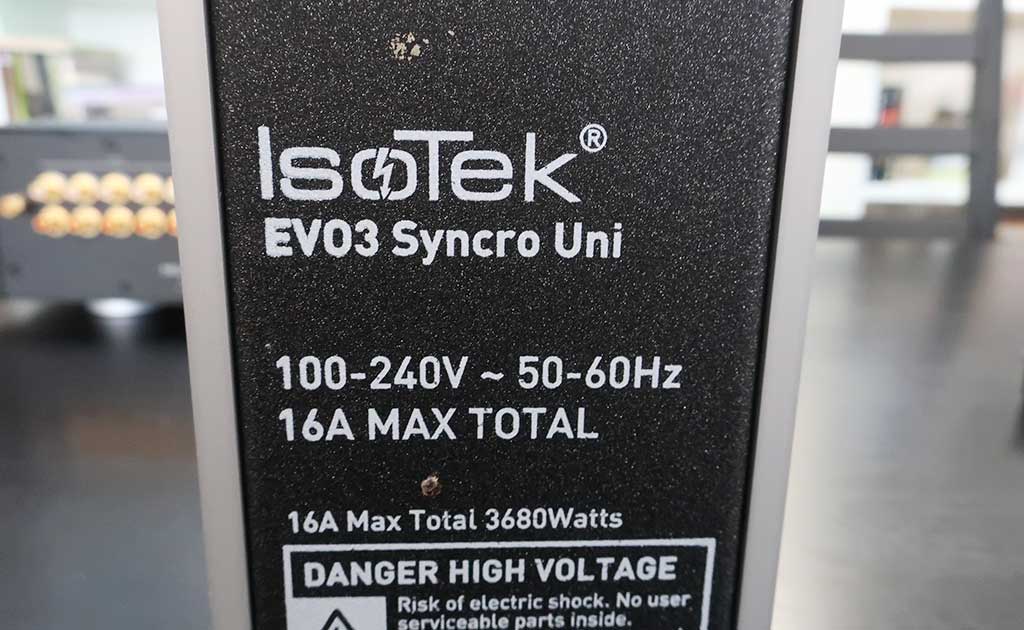 IsoTek®
EVO3 Syncro Uni
100-240V ~ 50-60Hz
16A MAX TOTAL
16A Max Total 3680Watts
DANGER HIGH VOLTAGE
Risk of electric shock. No user
serviceable parts inside.